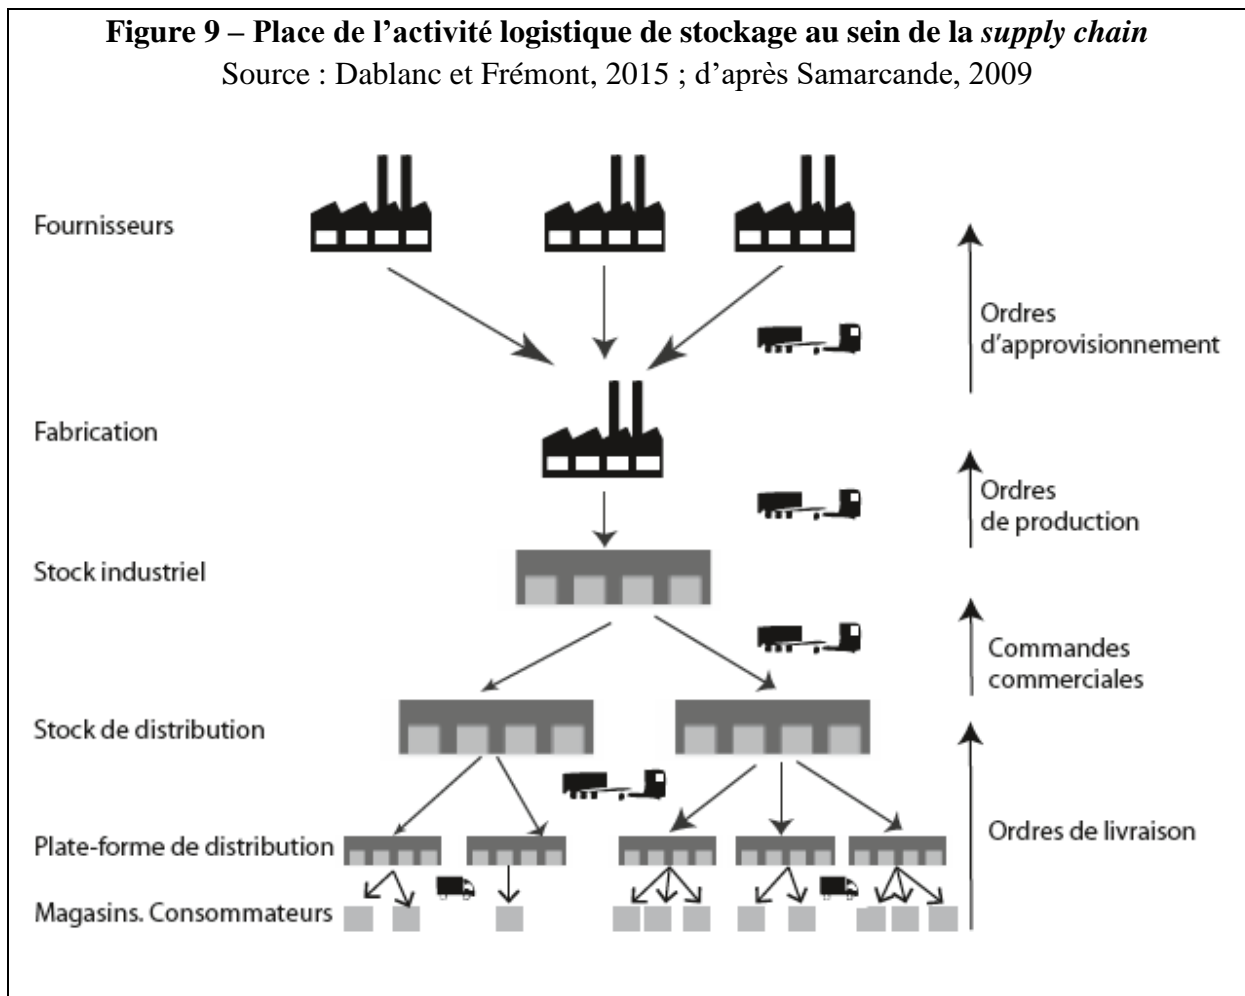 Figure 9 – Place de l’activité logistique de stockage au sein de la supply chain
Source : Dablanc et Frémont, 2015 ; d’après Samarcande, 2009
Fournisseurs
Ordres
d’approvisionnement
Fabrication
Ordres
de production
Stock industriel
Commandes
commerciales
Stock de distribution
Ordres de livraison
Plate-forme de distribution
Magasins. Consommateurs